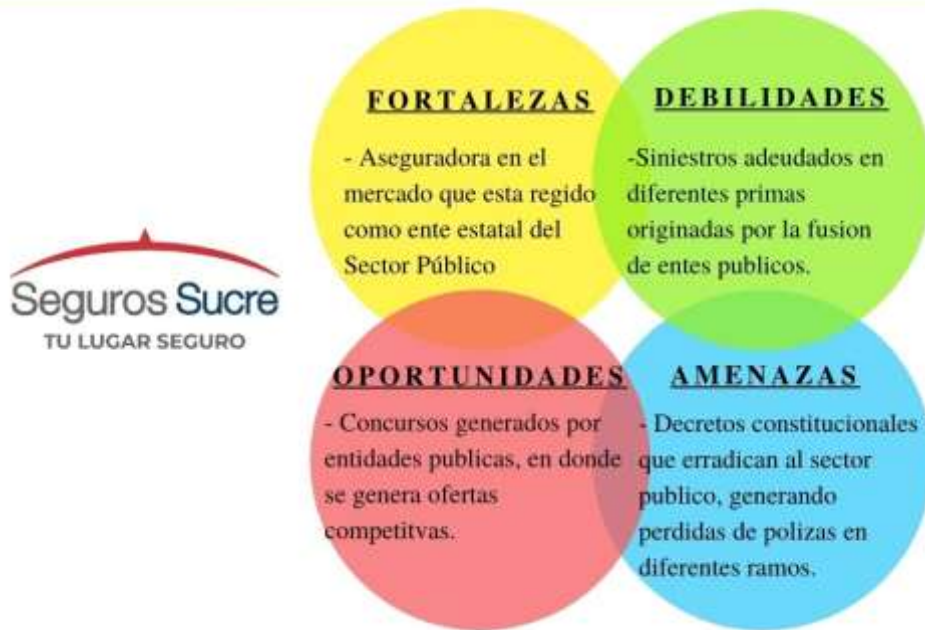 Seguros Sucre
TU LUGAR SEGURO
FORTALEZAS
- Aseguradora en el
mercado que esta regido
como ente estatal del
Sector Público
DEBILIDADES
-Siniestros adeudados en
diferentes primas
originadas por la fusion
de entes publicos.
OPORTUNIDADES
- Concursos generados por
entidades publicas, en donde
se genera ofertas
competitvas.
AMENAZAS
- Decretos constitucionales
que erradican al sector
publico, generando
perdidas de polizas en
diferentes ramos.